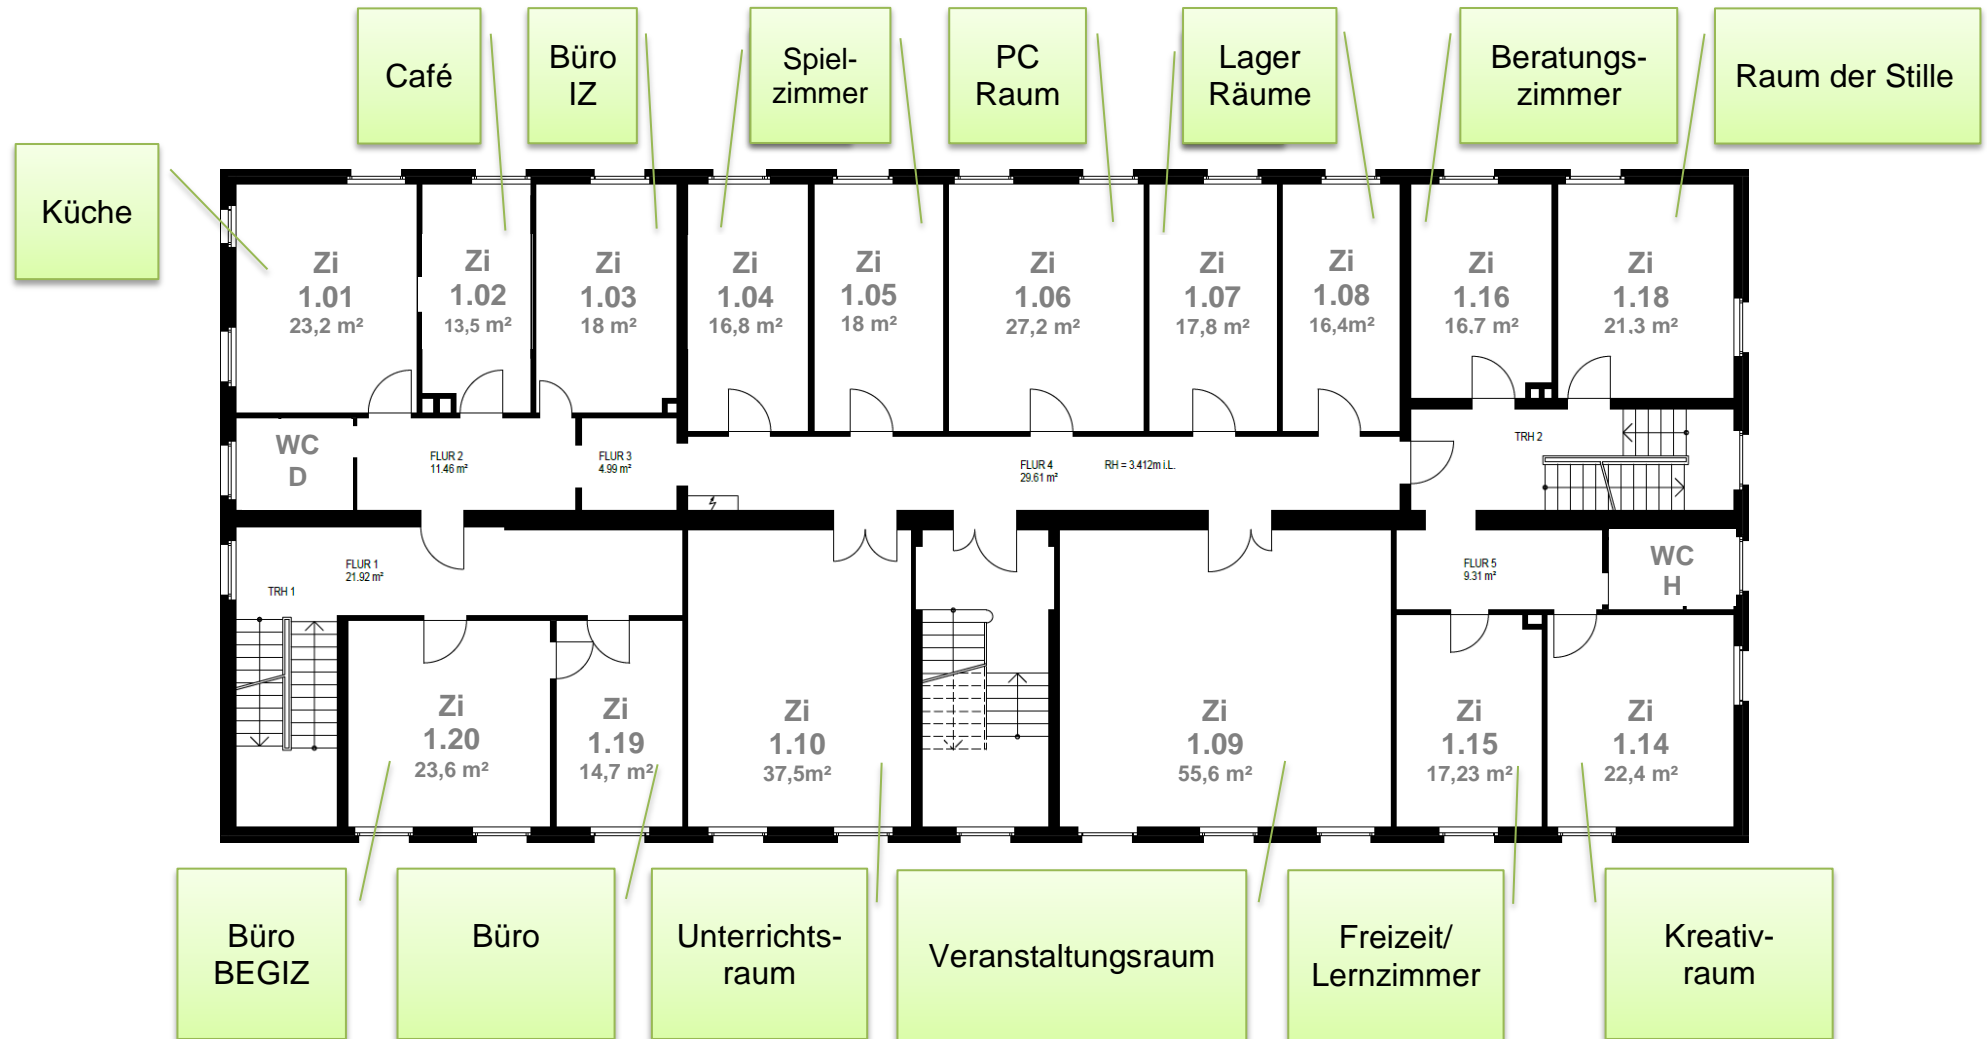 Café
Büro
IZ
Spiel-
zimmer
PC
Raum
Lager
Räume
Beratungs-
zimmer
Raum der Stille
Küche
Zi
1.01
23,2 m²
Zi
1.02
13,5 m²
Zi
1.03
18 m²
Zi
1.04
16,8 m²
Zi
1.05
18 m²
Zi
1.06
27,2 m²
Zi
1.07
17,8 m²
Zi
1.08
16,4m²
Zi
1.16
16,7 m²
Zi
1.18
21,3 m²
WC
D
FLUR 2
11.46 m²
FLUR 3
4.99 m²
FLUR 4
29.61 m²
RH = 3.412m i.L.
TRH 2
FLUR 1
21.92 m²
TRH 1
FLUR 5
9.31 m²
WC
H
Zi
1.20
23,6 m²
Zi
1.19
14,7 m²
Zi
1.10
37,5m²
Zi
1.09
55,6 m²
Zi
1.15
17,23 m²
Zi
1.14
22,4 m²
Büro
BEGIZ
Büro
Unterrichts-
raum
Veranstaltungsraum
Freizeit/
Lernzimmer
Kreativ-
raum